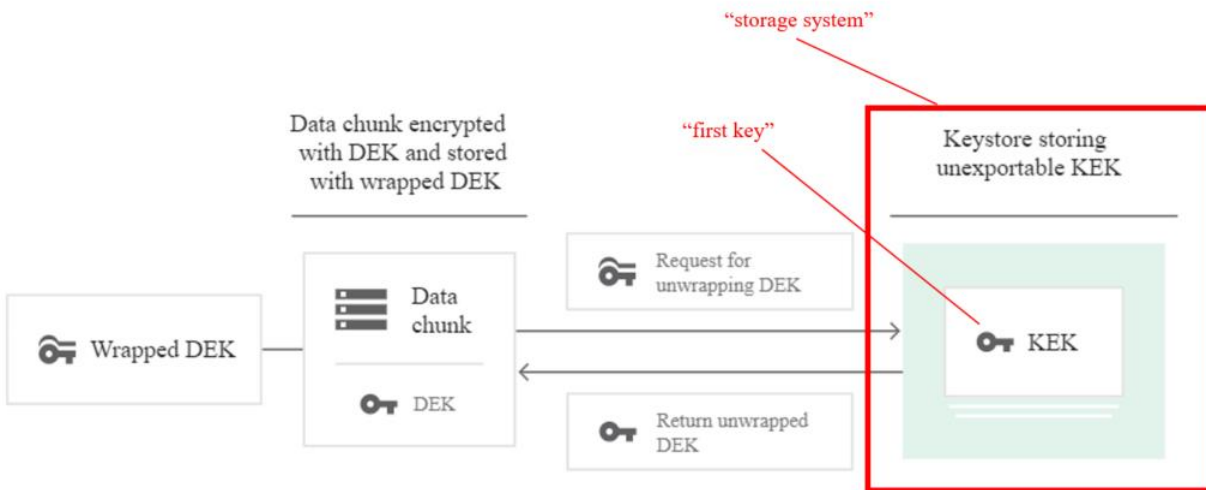 “storage system”
“first key”
Data chunk encrypted
with DEK and stored
with wrapped DEK
Keystore storing
unexportable KEK
Wrapped DEK
Data
chunk
DEK
Request for
unwrapping DEK
Return unwrapped
DEK
KEK